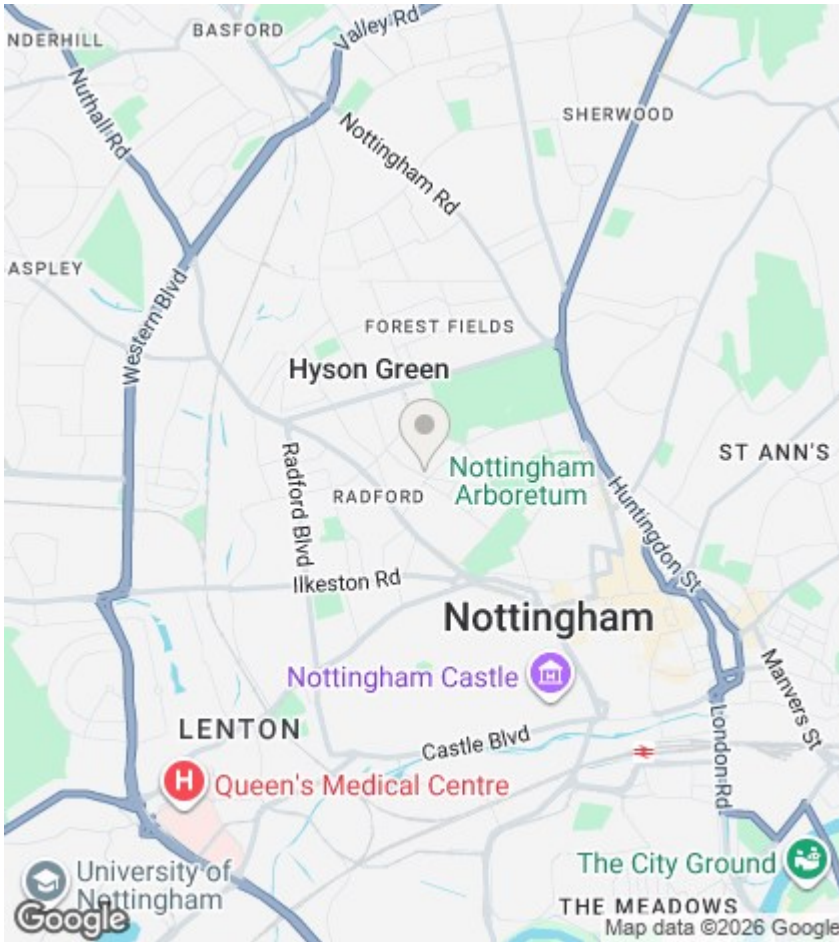 NDERHILL
BASFORD
Valley Rd
Nuthall Rd
Nottingham Rd
SHERWOOD
ASPLEY
Western Blvd
FOREST FIELDS
Hyson Green
Nottingham
Arboretum
ST ANN'S
RADFORD
Radford Blvd
Huntingdon St
Ilkeston Rd
Nottingham
Nottingham Castle
Manvers St
LENTON
Castle Blvd
London Rd
H
Queen's Medical Centre
University of
Nottingham
The City Ground
THE MEADOWS
Google
Map data ©2026 Google